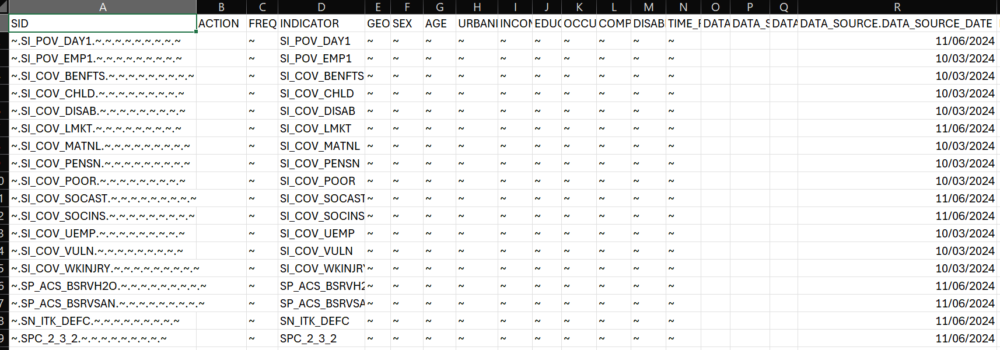 A B C D E F G H I J K L M N O P Q R
SID ACTION FREQ INDICATOR GEO SEX AGE URBANI INCOM EDUC OCCU COMP DISAB TIME_ DATA DATA_S DATA DATA_SOURCE.DATA_SOURCE_DATE
~.SI_POV_DAY1.~.~.~.~.~.~.~.~.~ ~ SI_POV_DAY1 ~ ~ ~ ~ ~ ~ ~ ~ ~ ~ 11/06/2024
~.SI_POV_EMP1.~.~.~.~.~.~.~.~.~ ~ SI_POV_EMP1 ~ ~ ~ ~ ~ ~ ~ ~ ~ ~ 10/03/2024
~.SI_COV_BENFTS.~.~.~.~.~.~.~.~.~ ~ SI_COV_BENFTS ~ ~ ~ ~ ~ ~ ~ ~ ~ ~ 10/03/2024
~.SI_COV_CHLD.~.~.~.~.~.~.~.~.~ ~ SI_COV_CHLD ~ ~ ~ ~ ~ ~ ~ ~ ~ ~ 10/03/2024
~.SI_COV_DISAB.~.~.~.~.~.~.~.~.~ ~ SI_COV_DISAB ~ ~ ~ ~ ~ ~ ~ ~ ~ ~ 10/03/2024
~.SI_COV_LMKT.~.~.~.~.~.~.~.~.~ ~ SI_COV_LMKT ~ ~ ~ ~ ~ ~ ~ ~ ~ ~ 11/06/2024
~.SI_COV_MATNL.~.~.~.~.~.~.~.~.~ ~ SI_COV_MATNL ~ ~ ~ ~ ~ ~ ~ ~ ~ ~ 10/03/2024
~.SI_COV_PENSN.~.~.~.~.~.~.~.~.~ ~ SI_COV_PENSN ~ ~ ~ ~ ~ ~ ~ ~ ~ ~ 10/03/2024
~.SI_COV_POOR.~.~.~.~.~.~.~.~.~ ~ SI_COV_POOR ~ ~ ~ ~ ~ ~ ~ ~ ~ ~ 10/03/2024
~.SI_COV_SOCAST.~.~.~.~.~.~.~.~.~ ~ SI_COV_SOCAST ~ ~ ~ ~ ~ ~ ~ ~ ~ ~ 11/06/2024
~.SI_COV_SOCINS.~.~.~.~.~.~.~.~.~ ~ SI_COV_SOCINS ~ ~ ~ ~ ~ ~ ~ ~ ~ ~ 11/06/2024
~.SI_COV_UEMP.~.~.~.~.~.~.~.~.~ ~ SI_COV_UEMP ~ ~ ~ ~ ~ ~ ~ ~ ~ ~ 10/03/2024
~.SI_COV_VULN.~.~.~.~.~.~.~.~.~ ~ SI_COV_VULN ~ ~ ~ ~ ~ ~ ~ ~ ~ ~ 10/03/2024
~.SI_COV_WKINJRY.~.~.~.~.~.~.~.~.~ ~ SI_COV_WKINJRY ~ ~ ~ ~ ~ ~ ~ ~ ~ ~ 10/03/2024
~.SP_ACS_BSRVH2O.~.~.~.~.~.~.~.~.~ ~ SP_ACS_BSRVH2 ~ ~ ~ ~ ~ ~ ~ ~ ~ ~ 11/06/2024
~.SP_ACS_BSRVSAN.~.~.~.~.~.~.~.~.~ ~ SP_ACS_BSRVSA ~ ~ ~ ~ ~ ~ ~ ~ ~ ~ 11/06/2024
~.SN_ITK_DEFC.~.~.~.~.~.~.~.~.~ ~ SN_ITK_DEFC ~ ~ ~ ~ ~ ~ ~ ~ ~ ~ 11/06/2024
~.SPC_2_3_2.~.~.~.~.~.~.~.~.~ ~ SPC_2_3_2 ~ ~ ~ ~ ~ ~ ~ ~ ~ ~ 11/06/2024